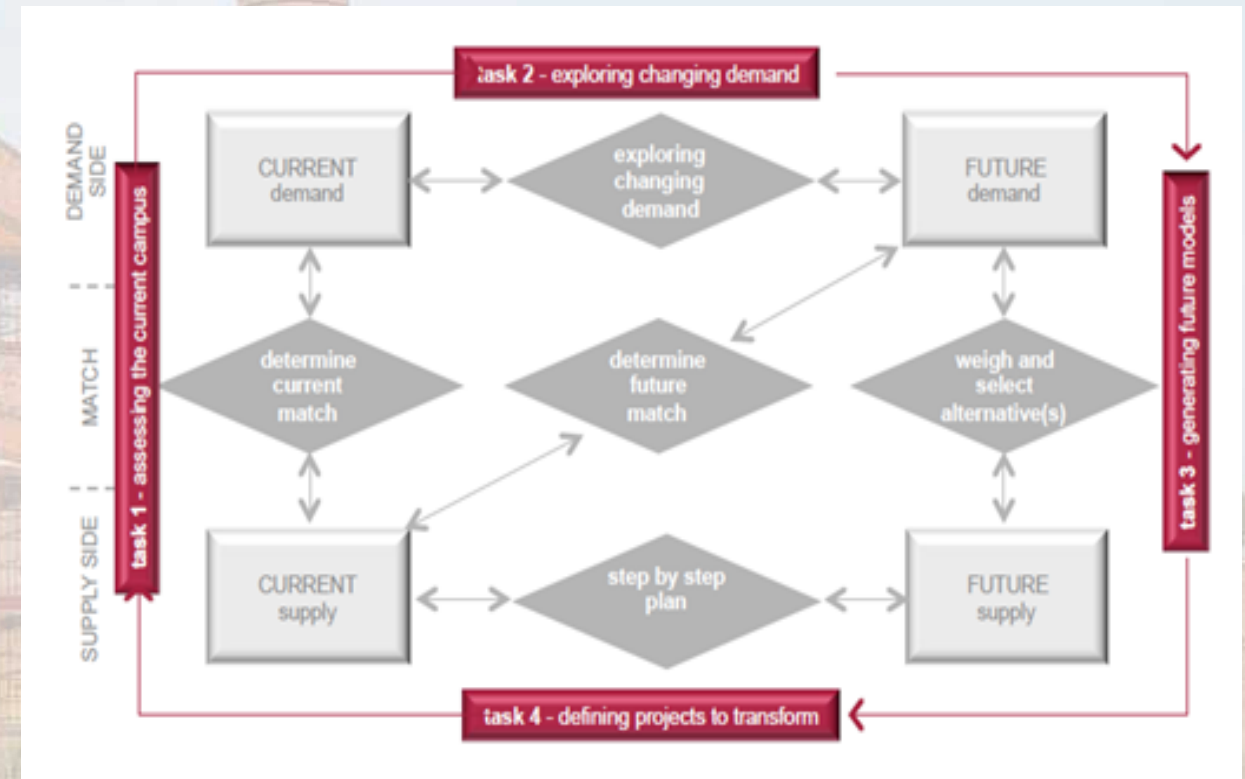 task 2 - exploring changing demand
DEMAND
SIDE
CURRENT
demand
exploring
changing
demand
FUTURE
demand
task 1 - assessing the current campus
MATCH
determine
current
match
determine
future
match
weigh and
select
alternative(s)
task 3 - generating future models
SUPPLY SIDE
CURRENT
supply
step by step
plan
FUTURE
supply
task 4 - defining projects to transform